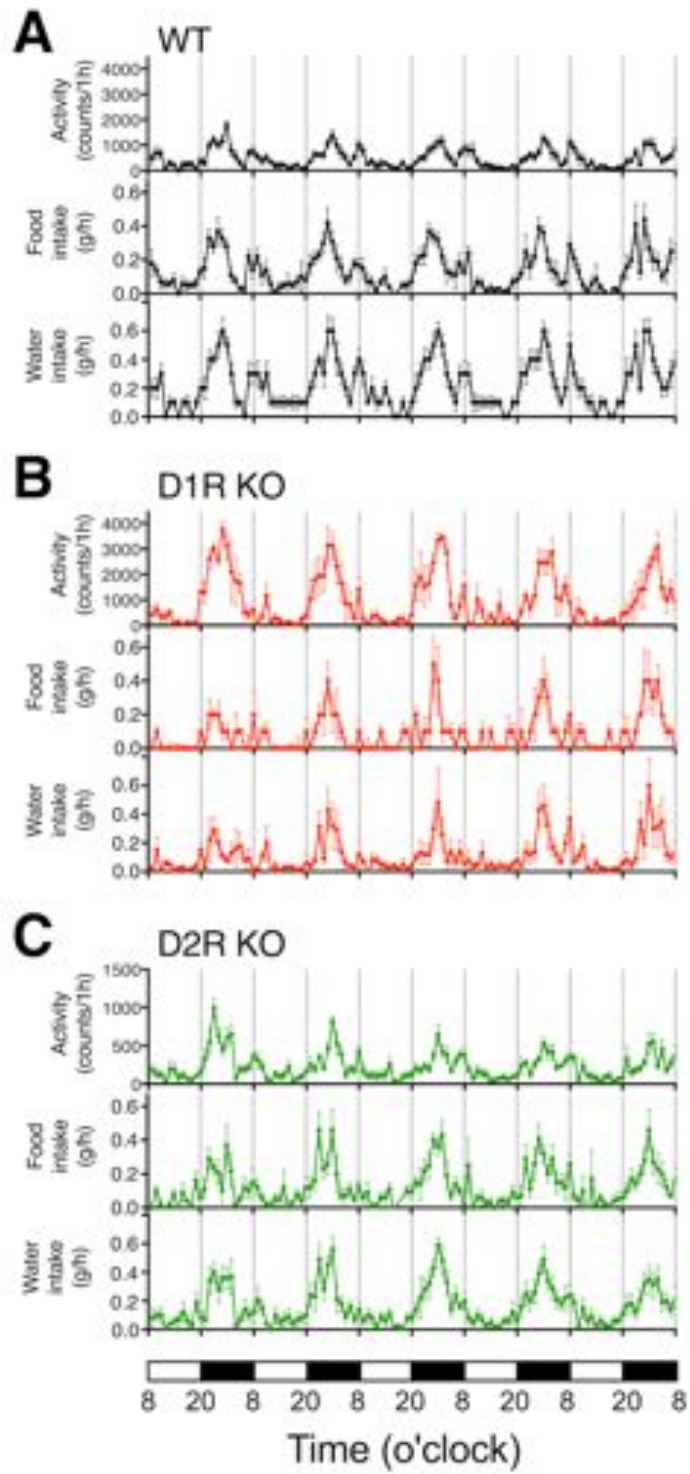 A WT
Activity
(counts/1h)
4000
3000
2000
1000
0
Food
intake
(g/h)
0.6
0.4
0.2
0.0
Water
intake
(g/h)
0.6
0.4
0.2
0.0
B D1R KO
Activity
(counts/1h)
4000
3000
2000
1000
0
Food
intake
(g/h)
0.6
0.4
0.2
0.0
Water
intake
(g/h)
0.6
0.4
0.2
0.0
C D2R KO
Activity
(counts/1h)
1500
1000
500
0
Food
intake
(g/h)
0.6
0.4
0.2
0.0
Water
intake
(g/h)
0.6
0.4
0.2
0.0
8 20 8 20 8 20 8 20 8 20 8
Time (o'clock)